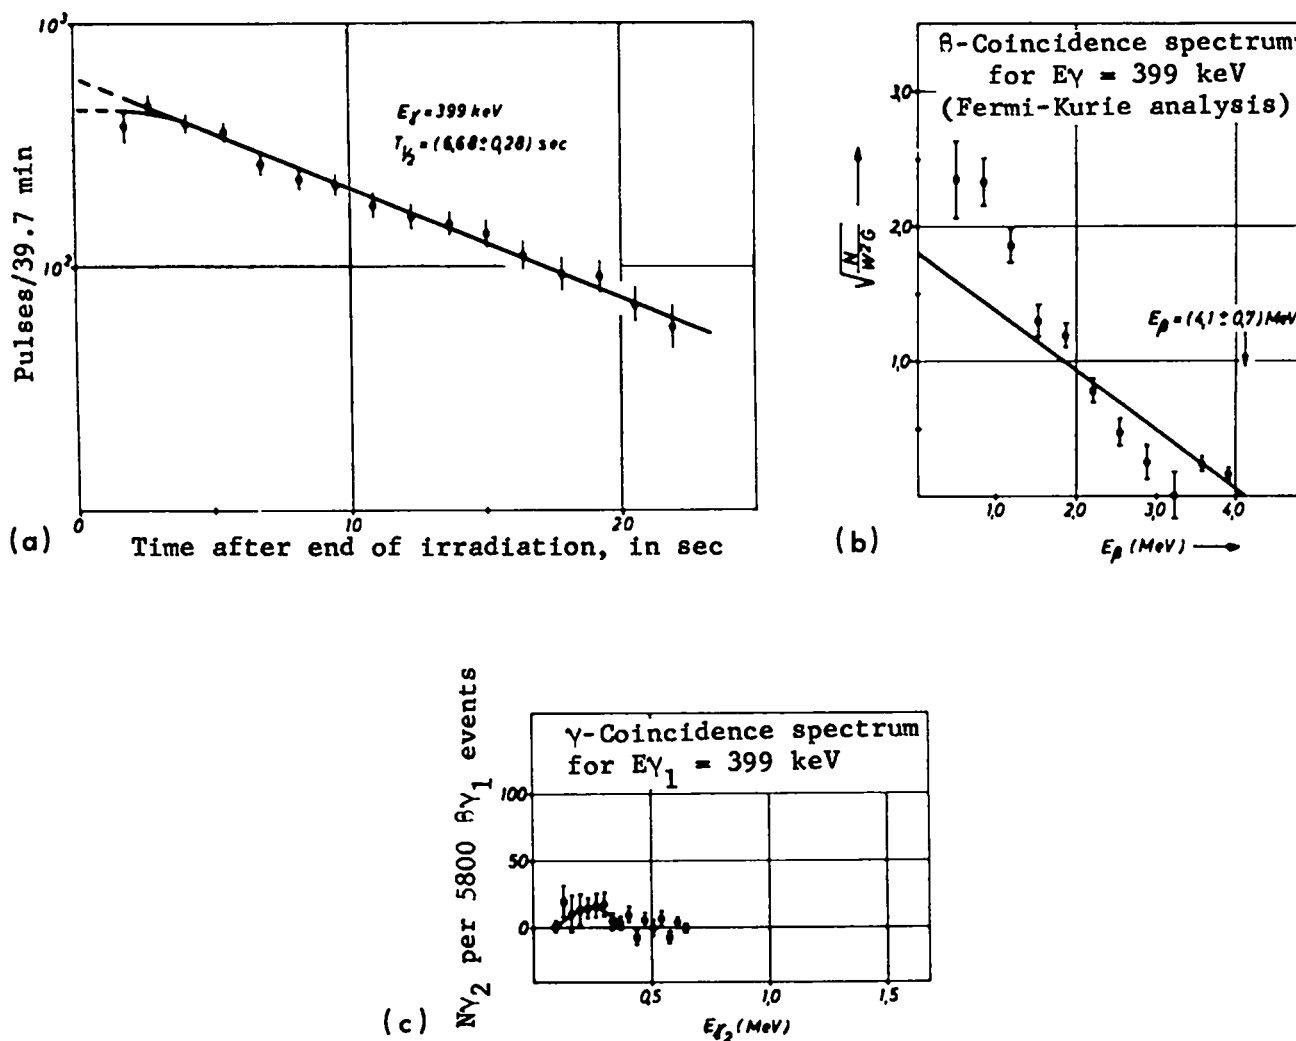 10³
10²
Pulses/39.7 min
Eγ = 399 keV
T½ = (6,68 ± 0,28) sec
0
10
20
(a)
Time after end of irradiation, in sec
β-Coincidence spectrum
for Eγ = 399 keV
(Fermi-Kurie analysis)
3,0
2,0
1,0
√N/W²G
Eβ = (4,1 ± 0,7) MeV
1,0
2,0
3,0
4,0
(b)
Eβ (MeV)
γ-Coincidence spectrum
for Eγ₁ = 399 keV
Nγ₂ per 5800 βγ₁ events
100
50
0
0,5
1,0
1,5
(c)
Eγ₂ (MeV)